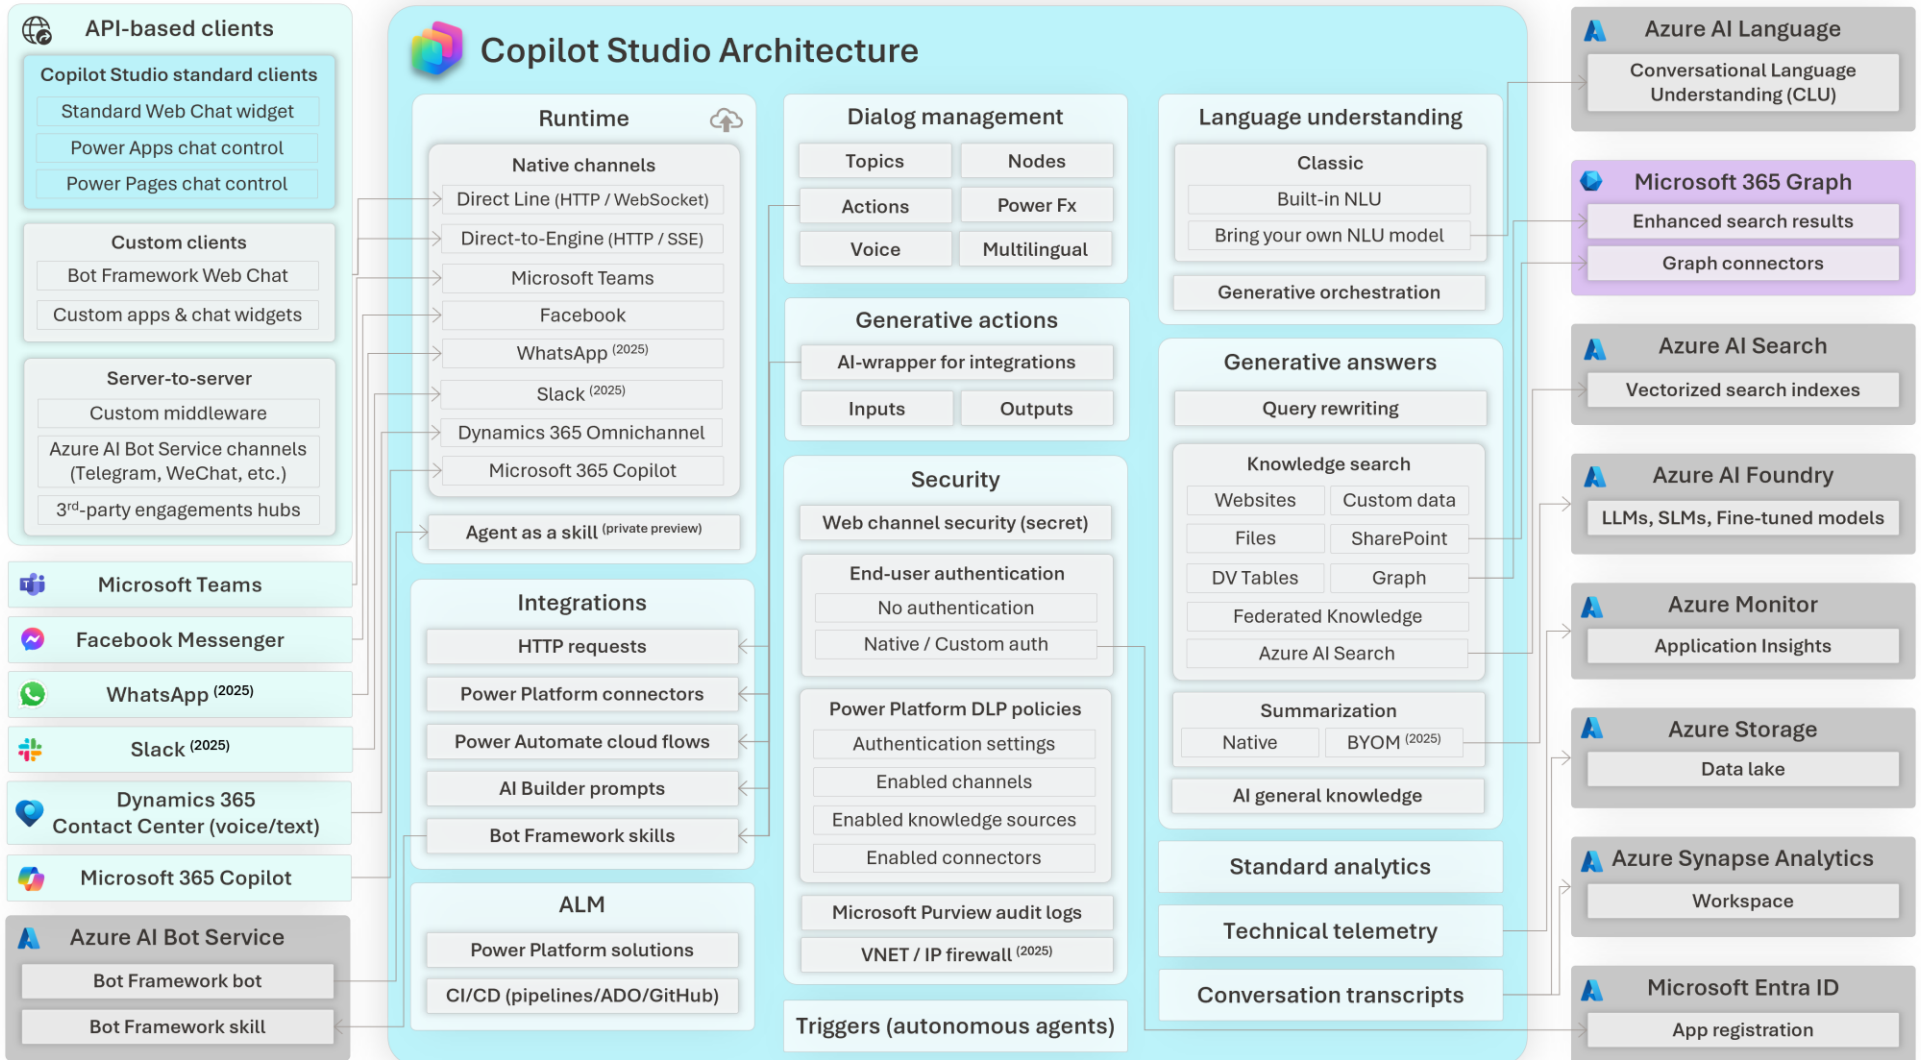 API-based clients
Copilot Studio standard clients
Standard Web Chat widget
Power Apps chat control
Power Pages chat control
Custom clients
Bot Framework Web Chat
Custom apps & chat widgets
Server-to-server
Custom middleware
Azure AI Bot Service channels
(Telegram, WeChat, etc.)
3rd-party engagements hubs
Microsoft Teams
Facebook Messenger
WhatsApp (2025)
Slack (2025)
Dynamics 365
Contact Center (voice/text)
Microsoft 365 Copilot
Azure AI Bot Service
Bot Framework bot
Bot Framework skill
Copilot Studio Architecture
Runtime
Native channels
Direct Line (HTTP / WebSocket)
Direct-to-Engine (HTTP / SSE)
Microsoft Teams
Facebook
WhatsApp (2025)
Slack (2025)
Dynamics 365 Omnichannel
Microsoft 365 Copilot
Agent as a skill (private preview)
Integrations
HTTP requests
Power Platform connectors
Power Automate cloud flows
AI Builder prompts
Bot Framework skills
ALM
Power Platform solutions
CI/CD (pipelines/ADO/GitHub)
Dialog management
Topics
Nodes
Actions
Power Fx
Voice
Multilingual
Generative actions
AI-wrapper for integrations
Inputs
Outputs
Security
Web channel security (secret)
End-user authentication
No authentication
Native / Custom auth
Power Platform DLP policies
Authentication settings
Enabled channels
Enabled knowledge sources
Enabled connectors
Microsoft Purview audit logs
VNET / IP firewall (2025)
Triggers (autonomous agents)
Language understanding
Classic
Built-in NLU
Bring your own NLU model
Generative orchestration
Generative answers
Query rewriting
Knowledge search
Websites
Custom data
Files
SharePoint
DV Tables
Graph
Federated Knowledge
Azure AI Search
Summarization
Native
BYOM (2025)
AI general knowledge
Standard analytics
Technical telemetry
Conversation transcripts
Azure AI Language
Conversational Language
Understanding (CLU)
Microsoft 365 Graph
Enhanced search results
Graph connectors
Azure AI Search
Vectorized search indexes
Azure AI Foundry
LLMs, SLMs, Fine-tuned models
Azure Monitor
Application Insights
Azure Storage
Data lake
Azure Synapse Analytics
Workspace
Microsoft Entra ID
App registration